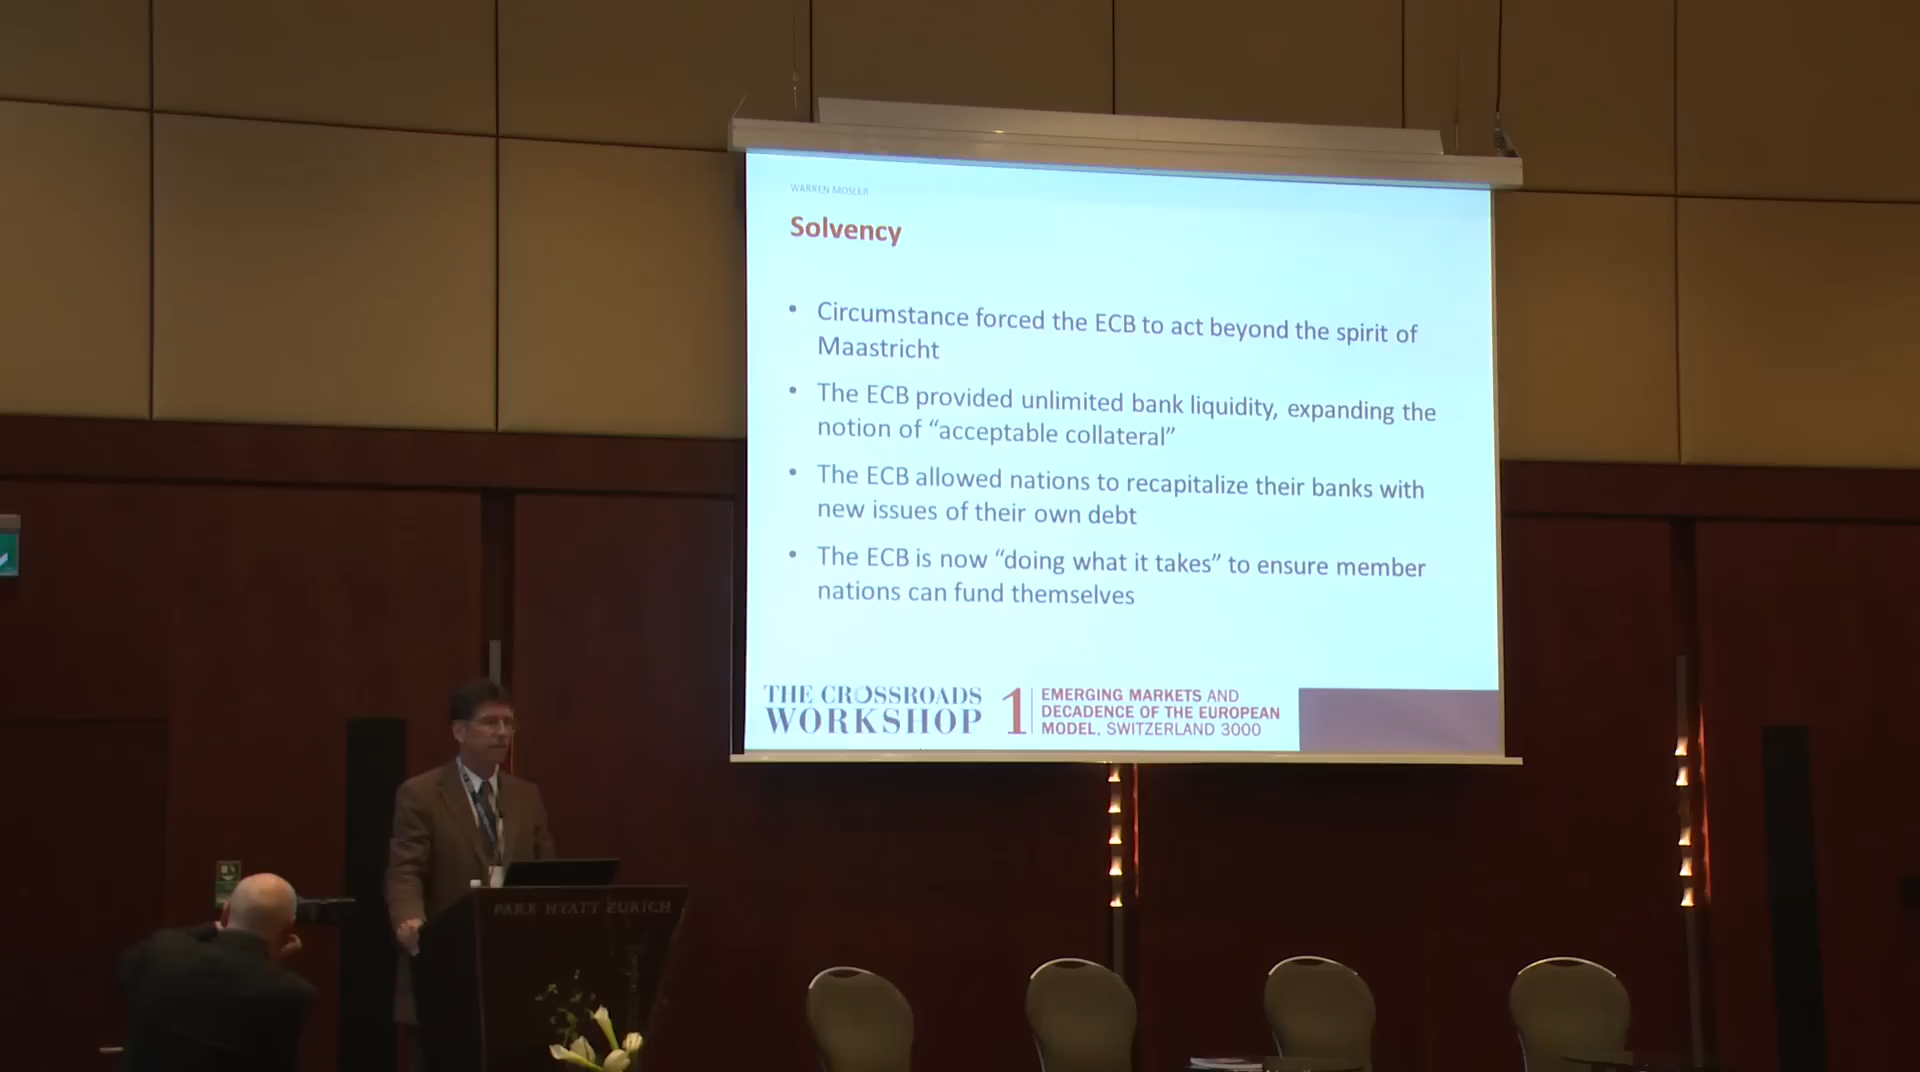 WARREN MOSLER
Solvency
• Circumstance forced the ECB to act beyond the spirit of
Maastricht
• The ECB provided unlimited bank liquidity, expanding the
notion of “acceptable collateral”
• The ECB allowed nations to recapitalize their banks with
new issues of their own debt
• The ECB is now “doing what it takes” to ensure member
nations can fund themselves
THE CROSSROADS
WORKSHOP
1
EMERGING MARKETS AND
DECADENCE OF THE EUROPEAN
MODEL, SWITZERLAND 3000
PARK HYATT ZURICH